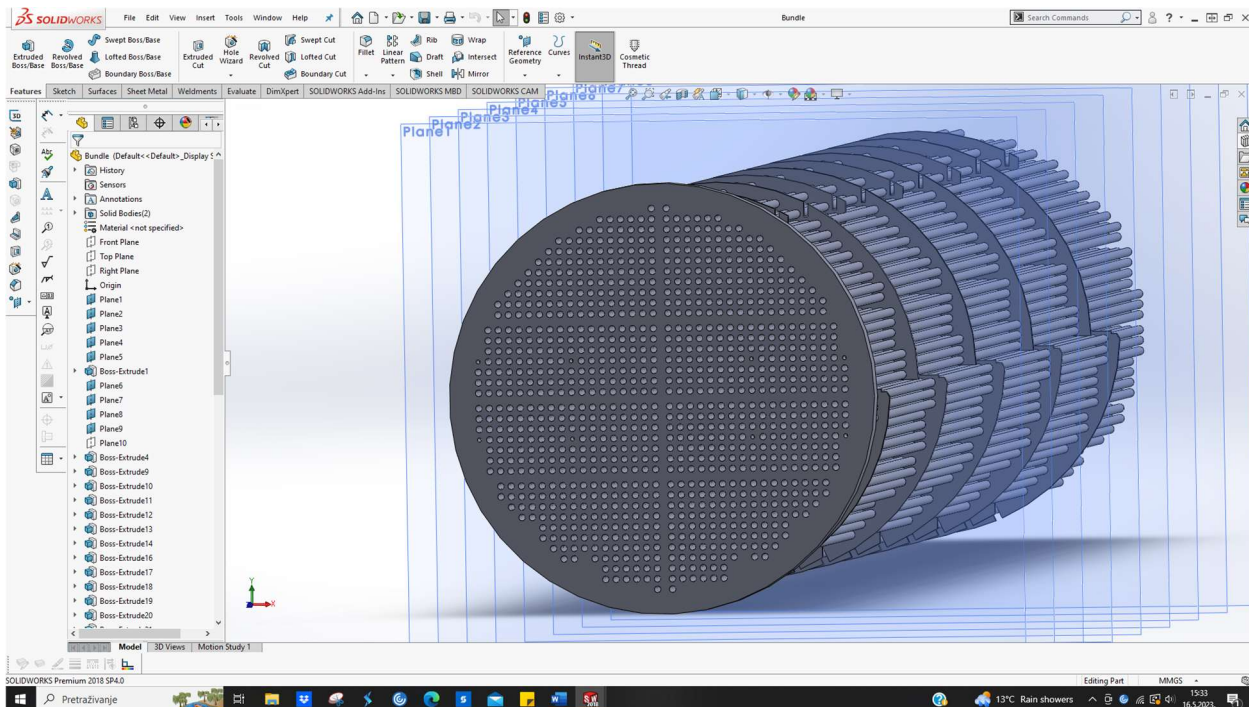 SOLIDWORKS File Edit View Insert Tools Window Help Bundle Search Commands
Extruded Boss/Base
Revolved Boss/Base
Swept Boss/Base
Lofted Boss/Base
Boundary Boss/Base
Extruded Cut
Hole Wizard
Revolved Cut
Swept Cut
Lofted Cut
Boundary Cut
Fillet
Linear Pattern
Rib
Draft
Shell
Wrap
Intersect
Mirror
Reference Geometry
Curves
Instant3D
Cosmetic Thread
Features Sketch Surfaces Sheet Metal Weldments Evaluate DimXpert SOLIDWORKS Add-Ins SOLIDWORKS MBD SOLIDWORKS CAM
Plane7
Plane5
Plane4
Plane3
Plane2
Plane1
Bundle (Default<<Default>_Display S
History
Sensors
Annotations
Solid Bodies(2)
Material <not specified>
Front Plane
Top Plane
Right Plane
Origin
Plane1
Plane2
Plane3
Plane4
Plane5
Boss-Extrude1
Plane6
Plane7
Plane8
Plane9
Plane10
Boss-Extrude4
Boss-Extrude9
Boss-Extrude10
Boss-Extrude11
Boss-Extrude12
Boss-Extrude13
Boss-Extrude14
Boss-Extrude16
Boss-Extrude17
Boss-Extrude18
Boss-Extrude19
Boss-Extrude20
Y
X
Model 3D Views Motion Study 1
SOLIDWORKS Premium 2018 SP4.0 Editing Part MMGS
Pretraživanje 13°C Rain showers 15:33
16.5.2023.